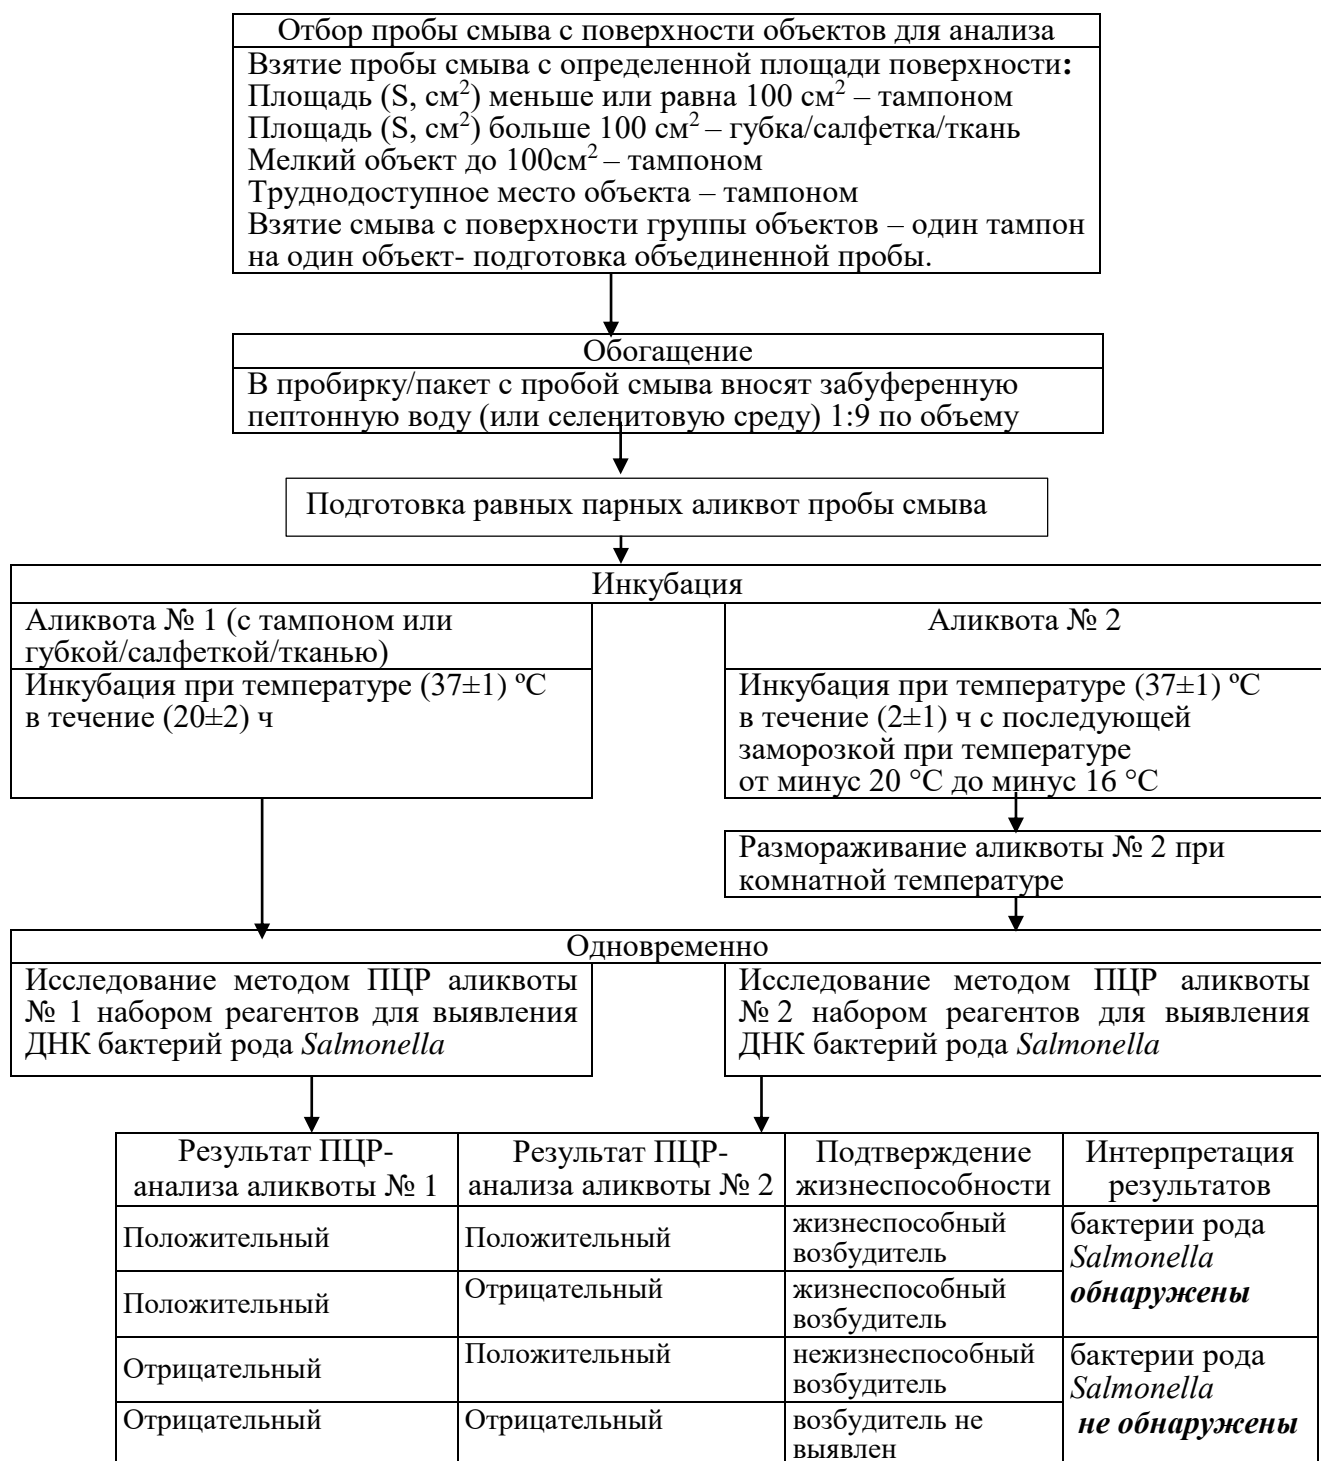 Отбор пробы смыва с поверхности объектов для анализа
Взятие пробы смыва с определенной площади поверхности:
Площадь (S, см²) меньше или равна 100 см² – тампоном
Площадь (S, см²) больше 100 см² – губка/салфетка/ткань
Мелкий объект до 100см² – тампоном
Труднодоступное место объекта – тампоном
Взятие смыва с поверхности группы объектов – один тампон
на один объект- подготовка объединенной пробы.
Обогащение
В пробирку/пакет с пробой смыва вносят забуференную
пептонную воду (или селенитовую среду) 1:9 по объему
Подготовка равных парных аликвот пробы смыва
Инкубация
Аликвота № 1 (с тампоном или
губкой/салфеткой/тканью)
Инкубация при температуре (37±1) ºС
в течение (20±2) ч
Аликвота № 2
Инкубация при температуре (37±1) ºС
в течение (2±1) ч с последующей
заморозкой при температуре
от минус 20 °С до минус 16 °С
Размораживание аликвоты № 2 при
комнатной температуре
Одновременно
Исследование методом ПЦР аликвоты
№ 1 набором реагентов для выявления
ДНК бактерий рода Salmonella
Исследование методом ПЦР аликвоты
№ 2 набором реагентов для выявления
ДНК бактерий рода Salmonella
Результат ПЦР-
анализа аликвоты № 1
Результат ПЦР-
анализа аликвоты № 2
Подтверждение
жизнеспособности
Интерпретация
результатов
Положительный
Положительный
жизнеспособный
возбудитель
бактерии рода
Salmonella
обнаружены
Положительный
Отрицательный
жизнеспособный
возбудитель
Отрицательный
Положительный
нежизнеспособный
возбудитель
бактерии рода
Salmonella
не обнаружены
Отрицательный
Отрицательный
возбудитель не
выявлен